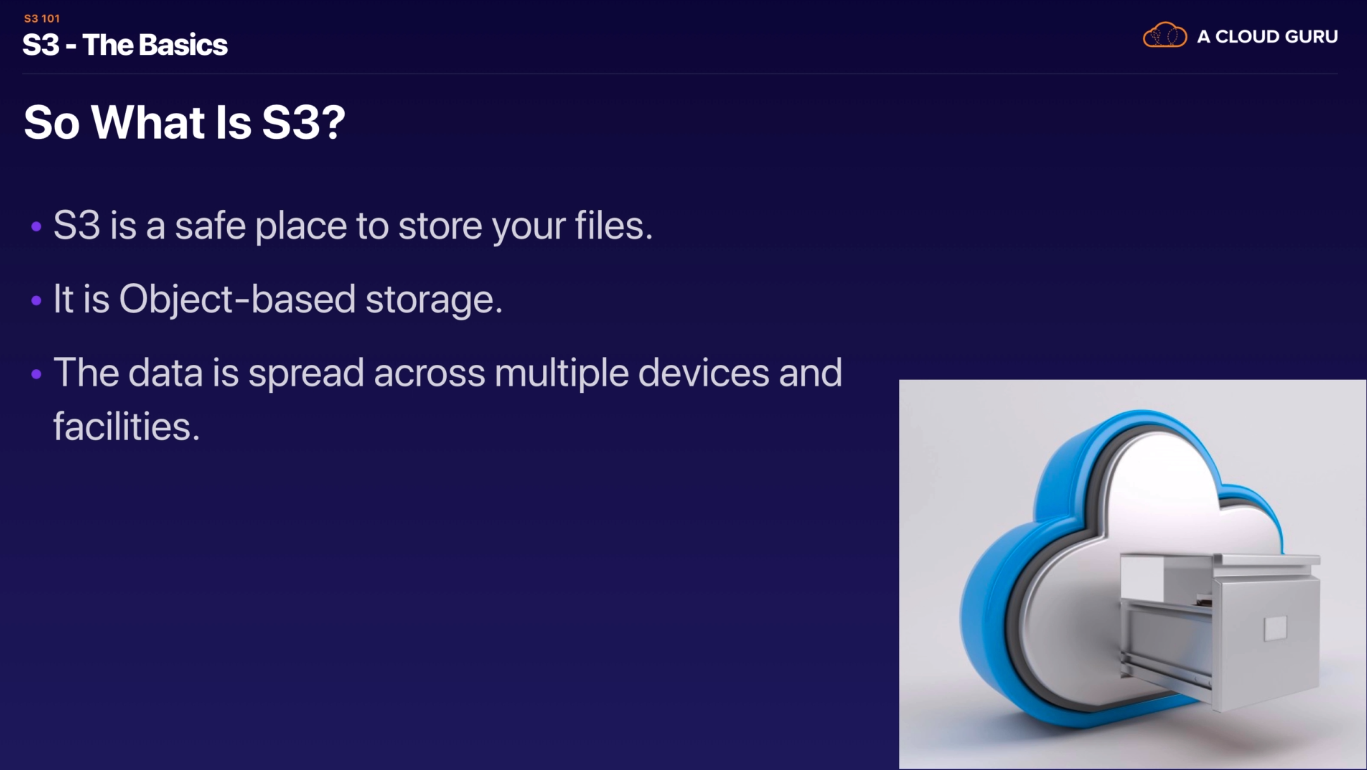 S3 101
S3 - The Basics
A CLOUD GURU
So What Is S3?
• S3 is a safe place to store your files.
• It is Object-based storage.
• The data is spread across multiple devices and
facilities.